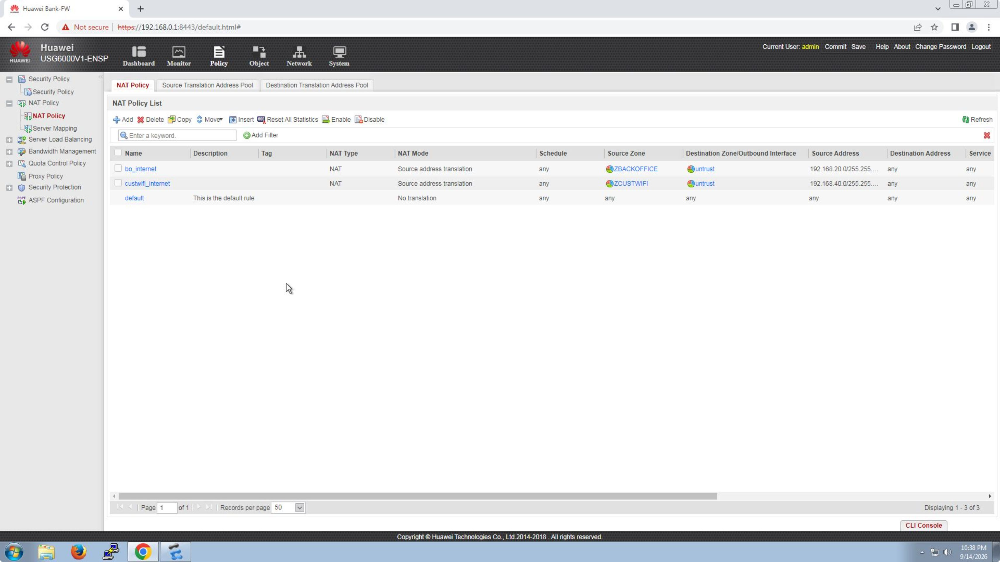 Huawei Bank-FW
Not secure https://192.168.0.1:8443/default.html#
HUAWEI
Huawei
USG6000V1-ENSP
Dashboard Monitor Policy Object Network System
Current User: admin Commit Save Help About Change Password Logout
Security Policy
Security Policy
NAT Policy
NAT Policy
Server Mapping
Server Load Balancing
Bandwidth Management
Quota Control Policy
Proxy Policy
Security Protection
ASPF Configuration
NAT Policy Source Translation Address Pool Destination Translation Address Pool
NAT Policy List
Add Delete Copy Move Insert Reset All Statistics Enable Disable Refresh
Enter a keyword. Add Filter
Name Description Tag NAT Type NAT Mode Schedule Source Zone Destination Zone/Outbound Interface Source Address Destination Address Service
bo_internet NAT Source address translation any ZBACKOFFICE untrust 192.168.20.0/255.255.... any any
custwifi_internet NAT Source address translation any ZCUSTWIFI untrust 192.168.40.0/255.255.... any any
default This is the default rule No translation any any any any any any
Page 1 of 1 Records per page 50 Displaying 1 - 3 of 3
CLI Console
Copyright © Huawei Technologies Co., Ltd.2014-2018 . All rights reserved.
10:38 PM
9/14/2026